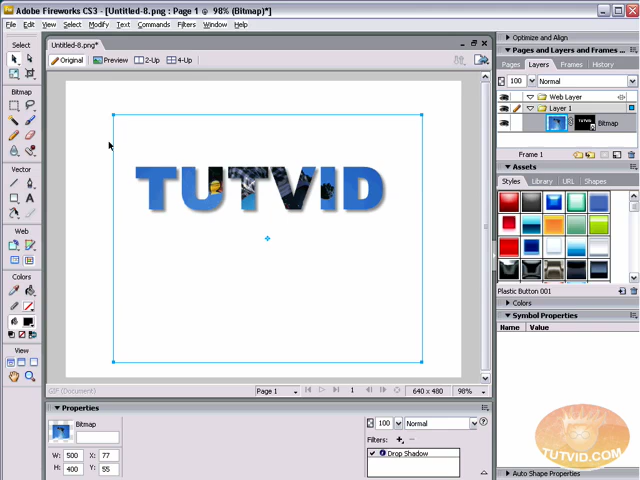 Adobe Fireworks CS3 - [Untitled-8.png : Page 1 @ 98% (Bitmap)*]
File Edit View Select Modify Text Commands Filters Window Help
Select
Bitmap
Vector
Web
Colors
View
Untitled-8.png*
Original Preview 2-Up 4-Up
TUTVID
GIF (Document)
Page 1
1
640 x 480
98%
Properties
Bitmap
W: 500 X: 77
H: 400 Y: 55
100 Normal
Filters:
Drop Shadow
Optimize and Align
Pages and Layers and Frames ...
Pages Layers Frames History
100 Normal
Web Layer
Layer 1
TUTVID
Bitmap
Frame 1
Assets
Styles Library URL Shapes
Plastic Button 001
Colors
Symbol Properties
Name Value
TUTVID.COM
Auto Shape Properties